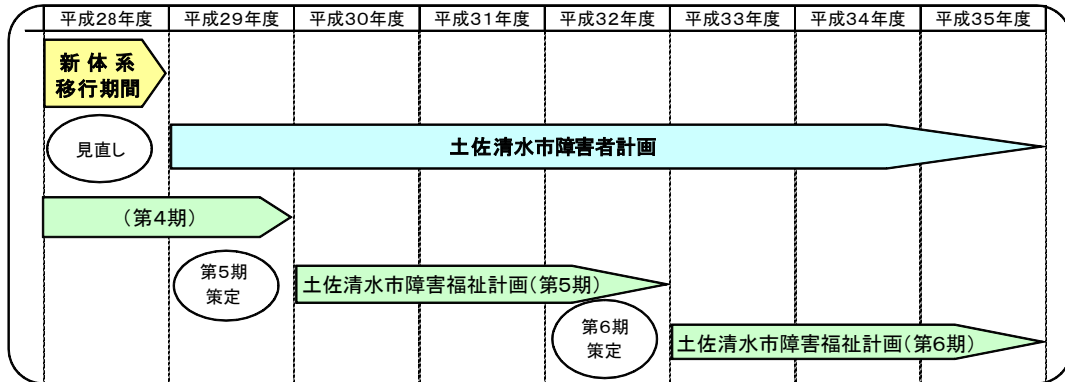 平成28年度 平成29年度 平成30年度 平成31年度 平成32年度 平成33年度 平成34年度 平成35年度
新体系
移行期間
見直し
土佐清水市障害者計画
（第4期）
第5期
策定
土佐清水市障害福祉計画（第5期）
第6期
策定
土佐清水市障害福祉計画（第6期）